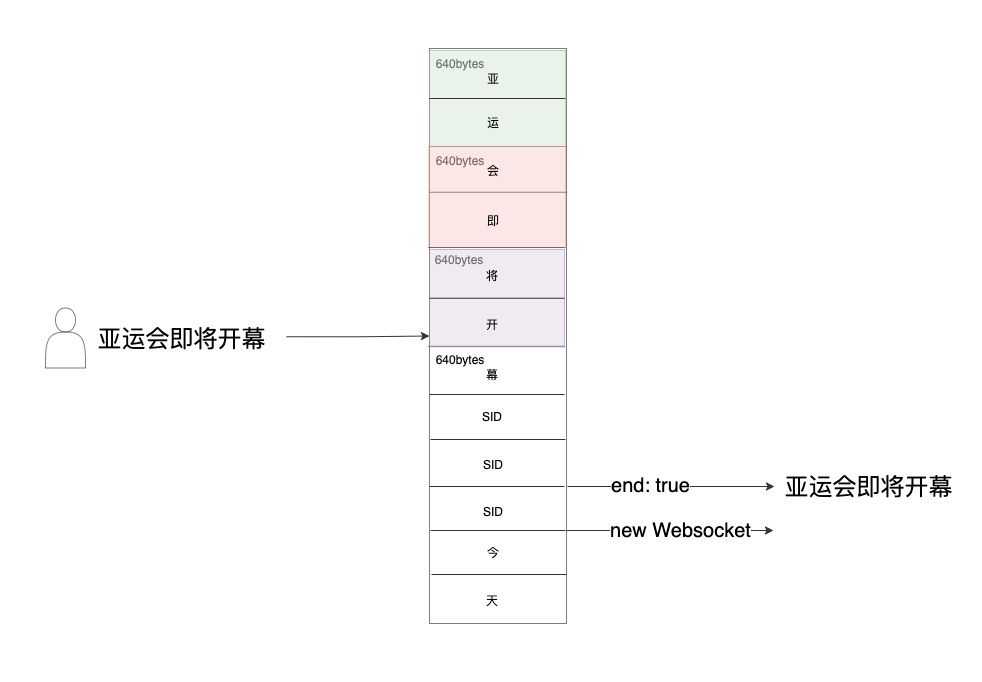 640bytes
亚
运
640bytes
会
即
640bytes
将
开
亚运会即将开幕
640bytes
幕
SID
SID
end: true
亚运会即将开幕
SID
new Websocket
今
天